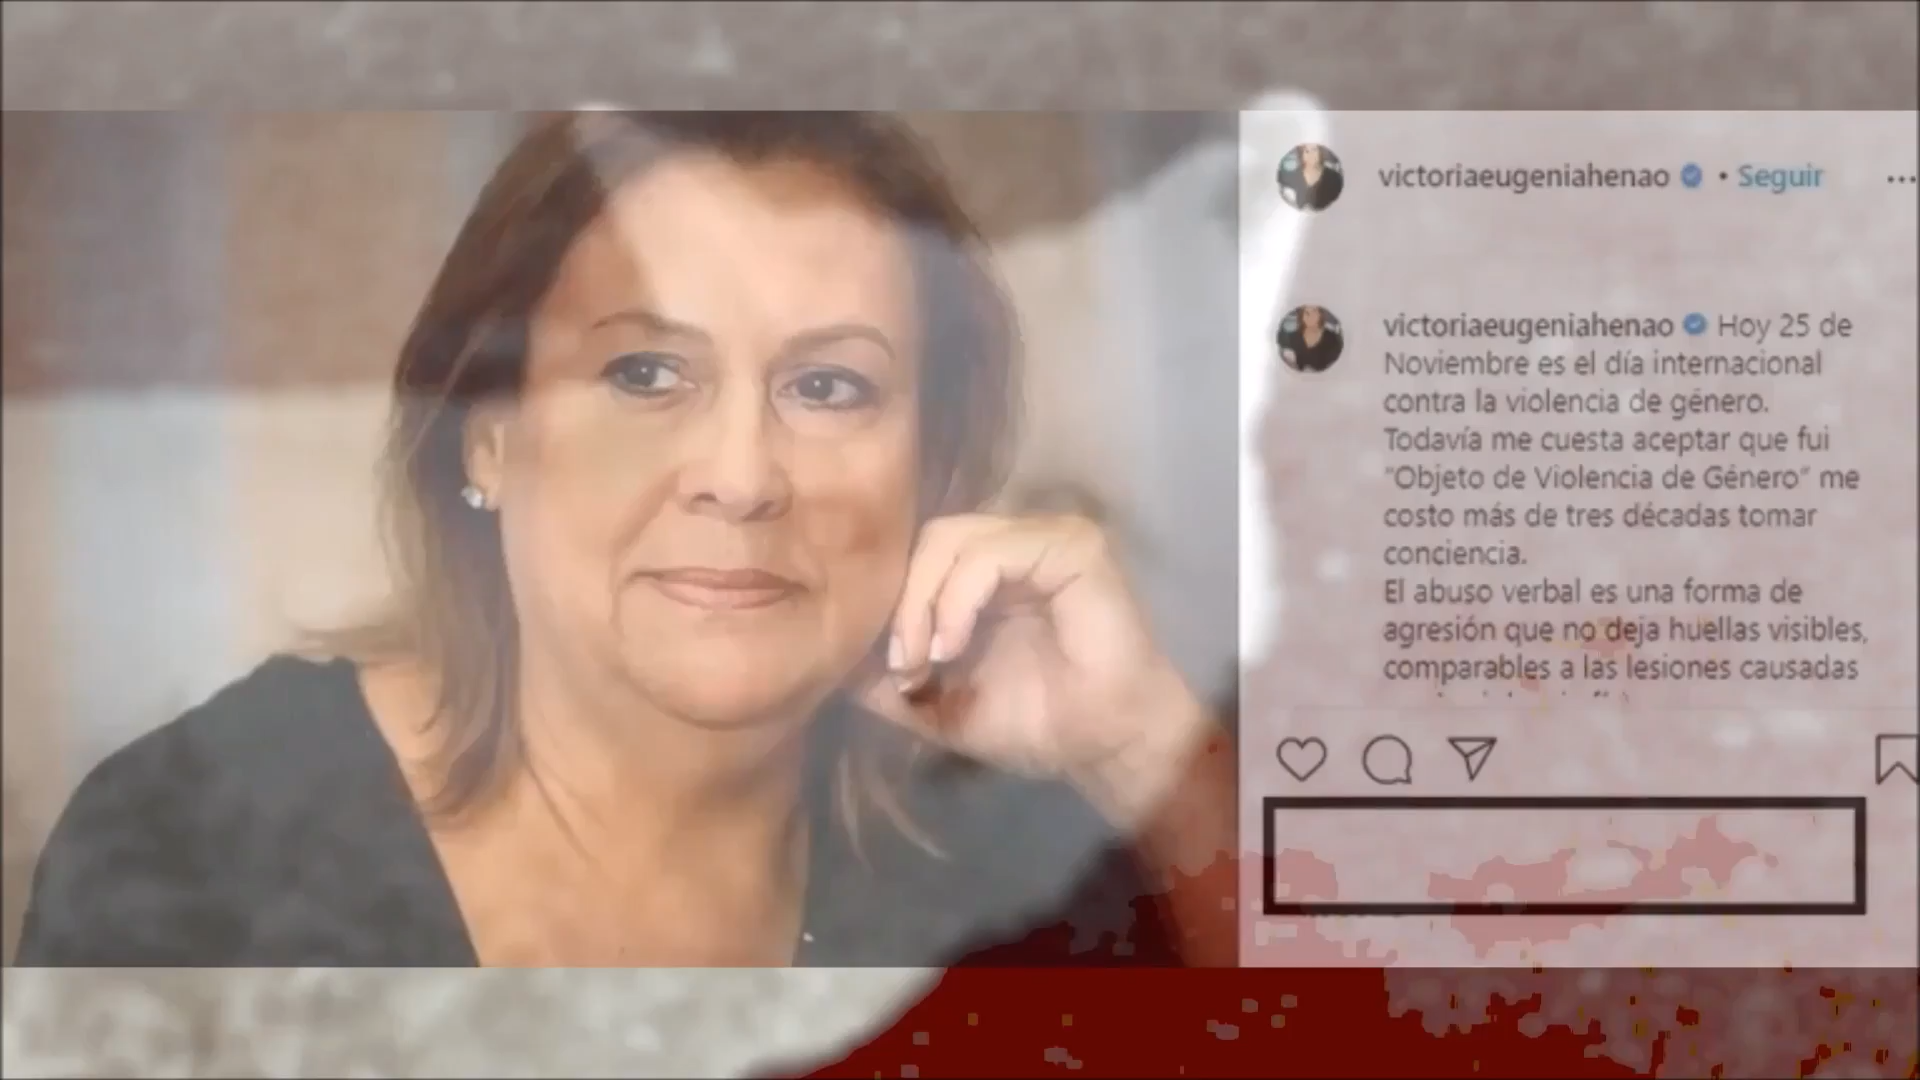 victoriaeugeniahenao • Seguir ...
victoriaeugeniahenao Hoy 25 de
Noviembre es el día internacional
contra la violencia de género.
Todavía me cuesta aceptar que fui
"Objeto de Violencia de Género" me
costo más de tres décadas tomar
conciencia.
El abuso verbal es una forma de
agresión que no deja huellas visibles,
comparables a las lesiones causadas